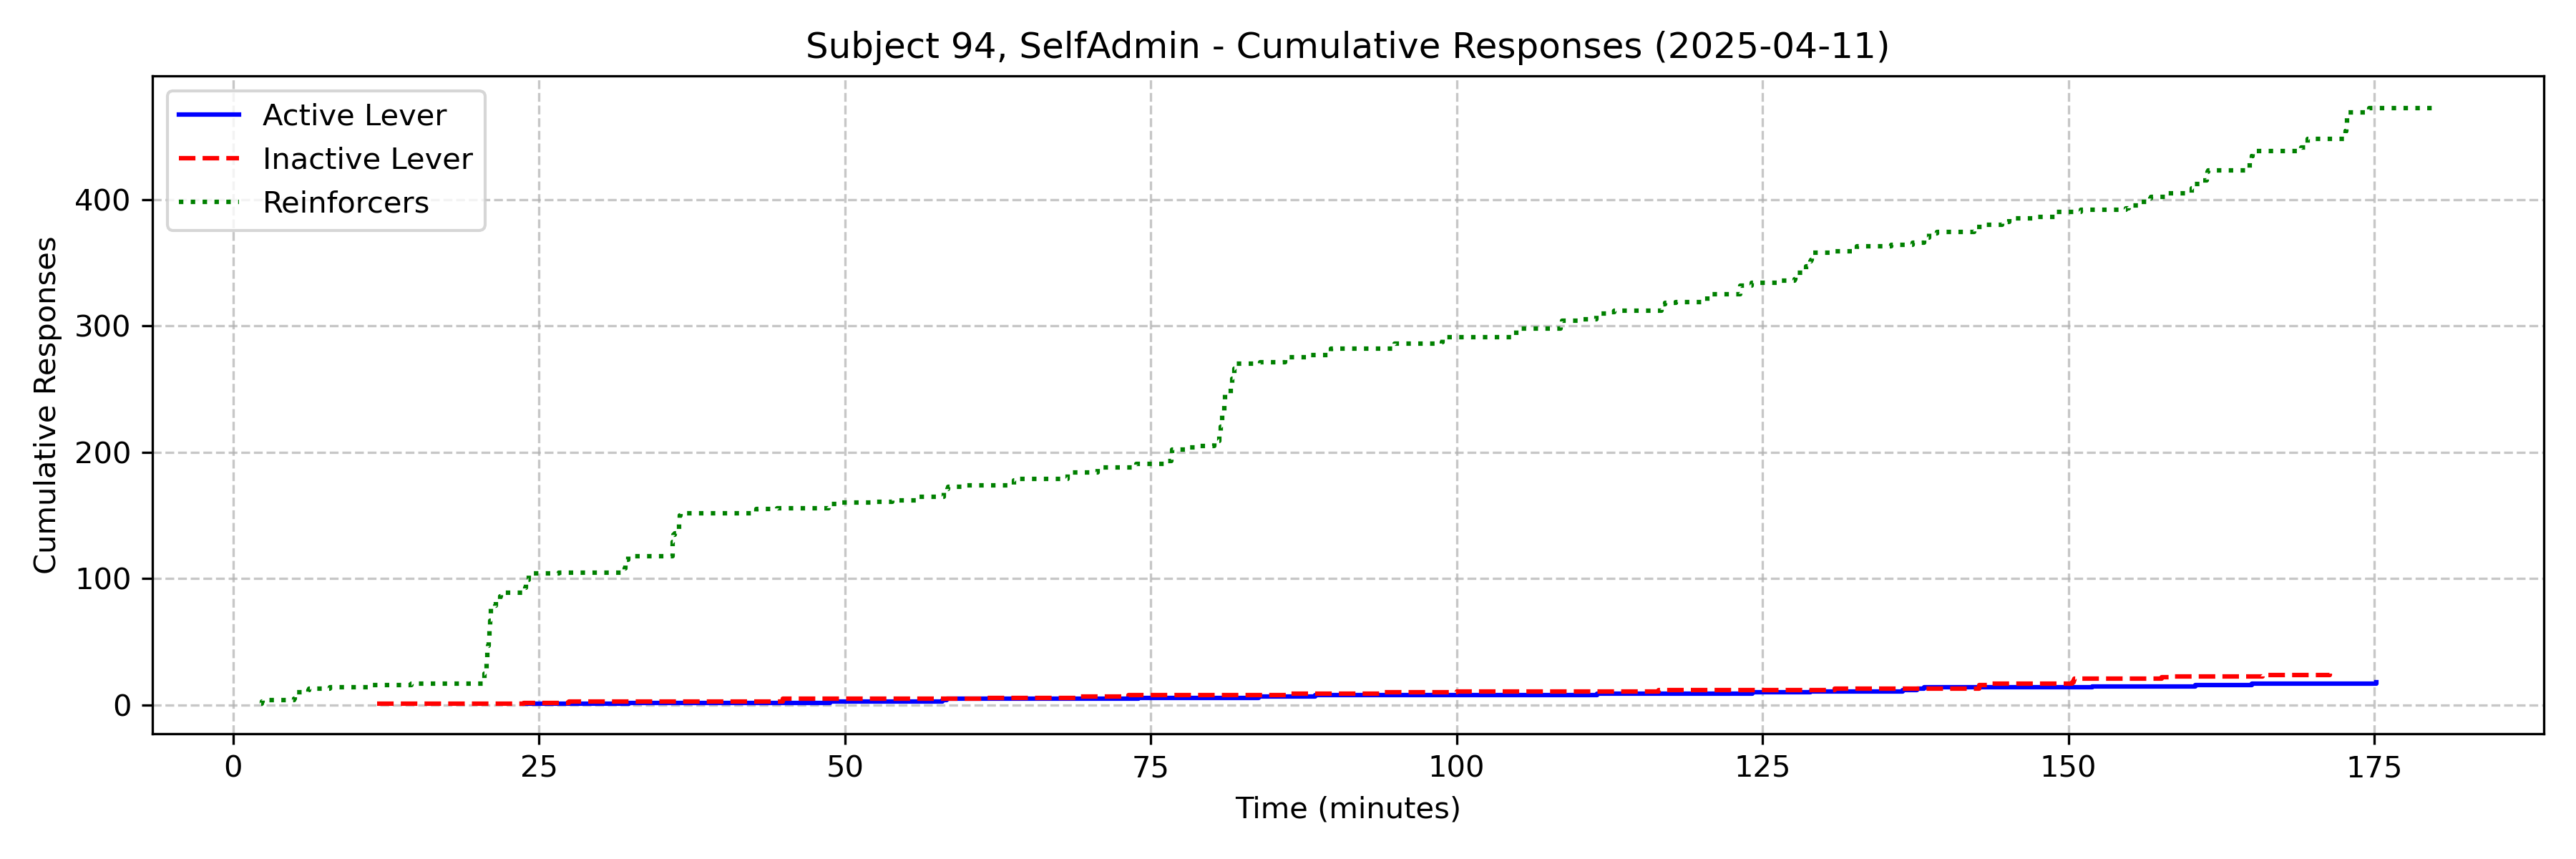 Subject 94, SelfAdmin - Cumulative Responses (2025-04-11)
Active Lever
Inactive Lever
Reinforcers
Cumulative Responses
400
300
200
100
0
0 25 50 75 100 125 150 175
Time (minutes)